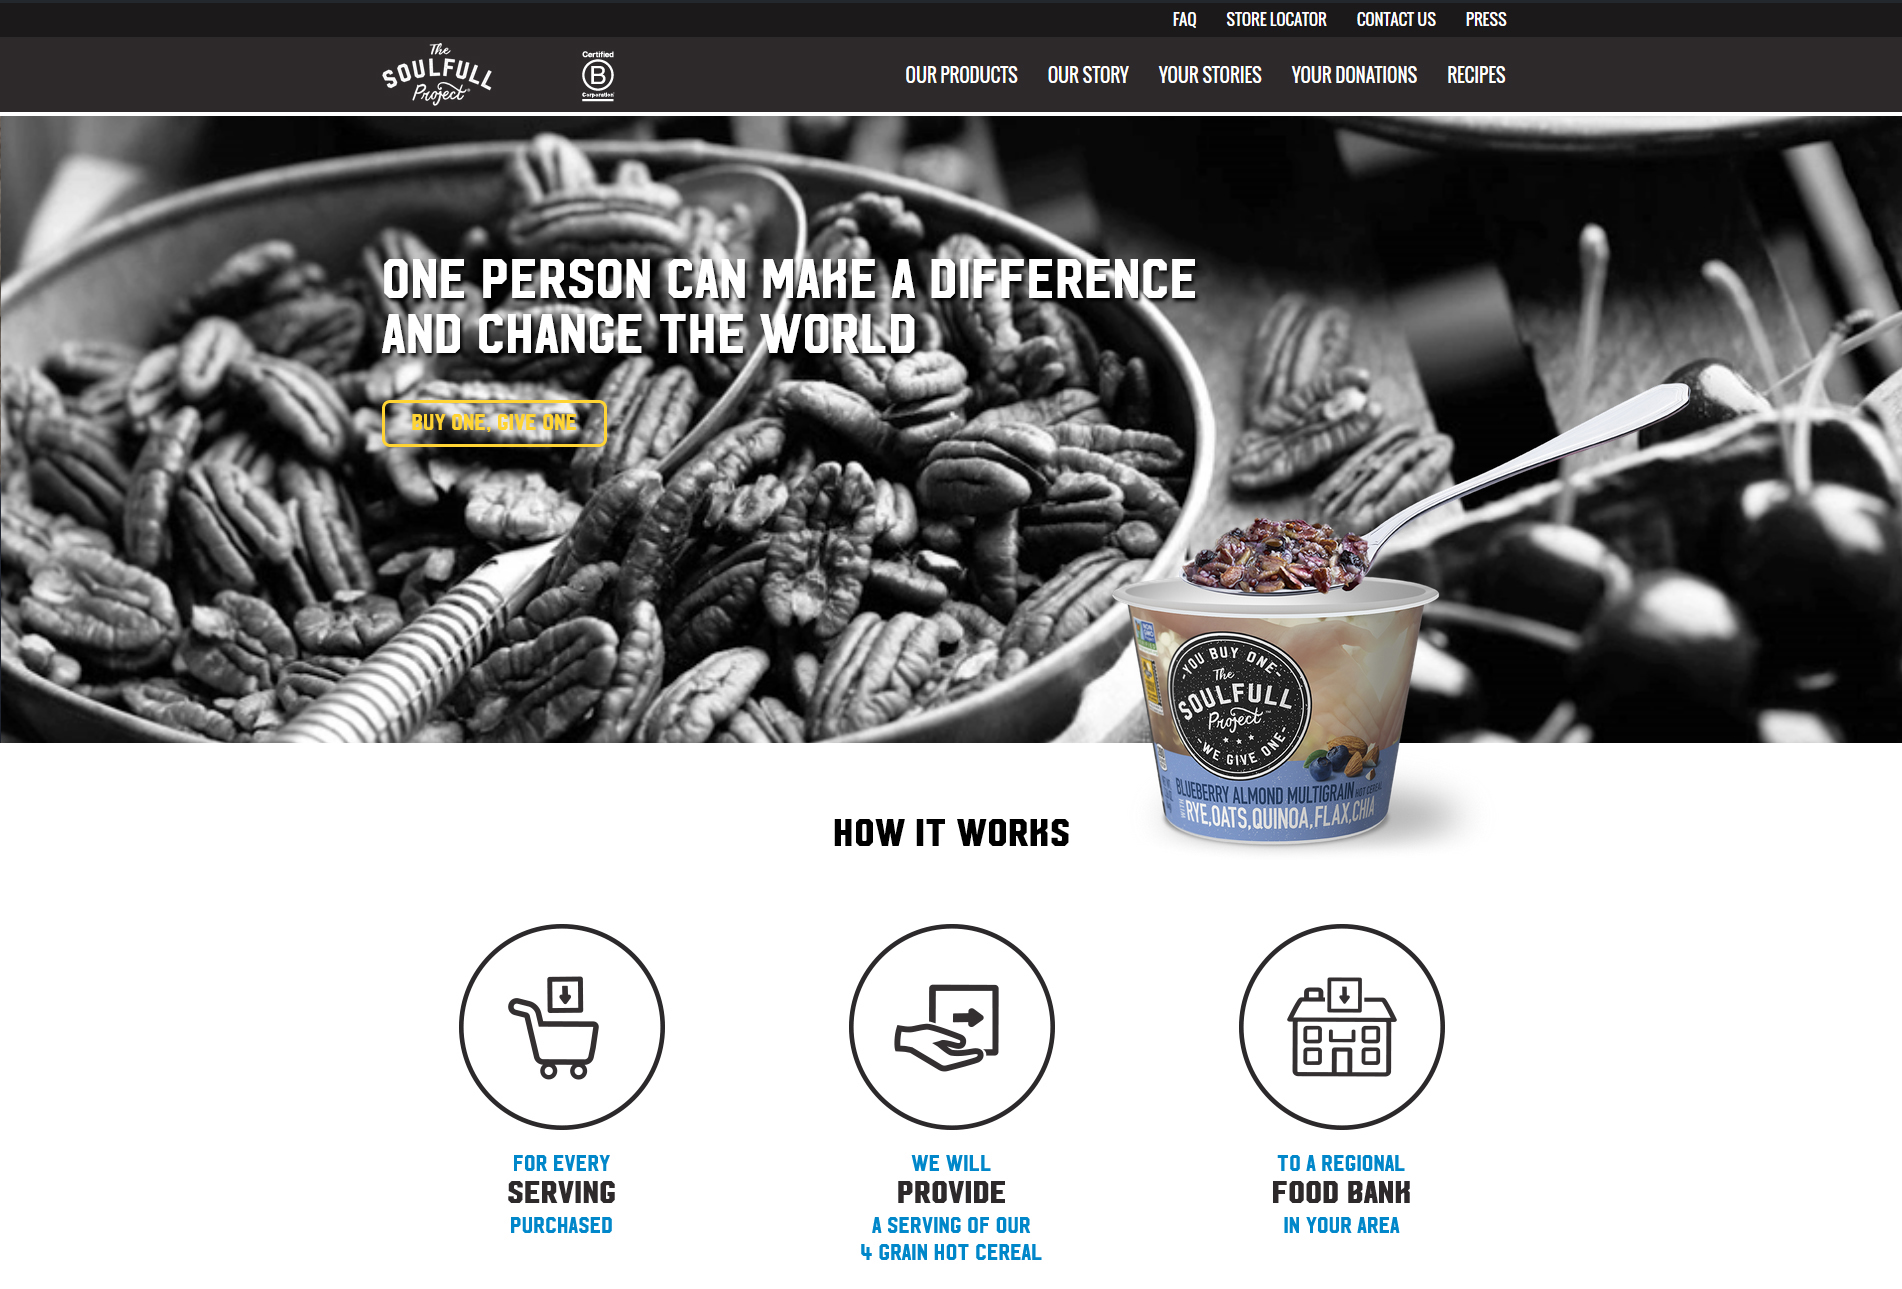 FAQ STORE LOCATOR CONTACT US PRESS
The
SOULFULL
Project
Certified
B
Corporation
OUR PRODUCTS OUR STORY YOUR STORIES YOUR DONATIONS RECIPES
ONE PERSON CAN MAKE A DIFFERENCE
AND CHANGE THE WORLD
BUY ONE, GIVE ONE
-YOU BUY ONE-
The
SOULFULL
Project
-WE GIVE ONE-
BLUEBERRY ALMOND MULTIGRAIN HOT CEREAL
WITH RYE, OATS, QUINOA, FLAX, CHIA
HOW IT WORKS
FOR EVERY
SERVING
PURCHASED
WE WILL
PROVIDE
A SERVING OF OUR
4 GRAIN HOT CEREAL
TO A REGIONAL
FOOD BANK
IN YOUR AREA